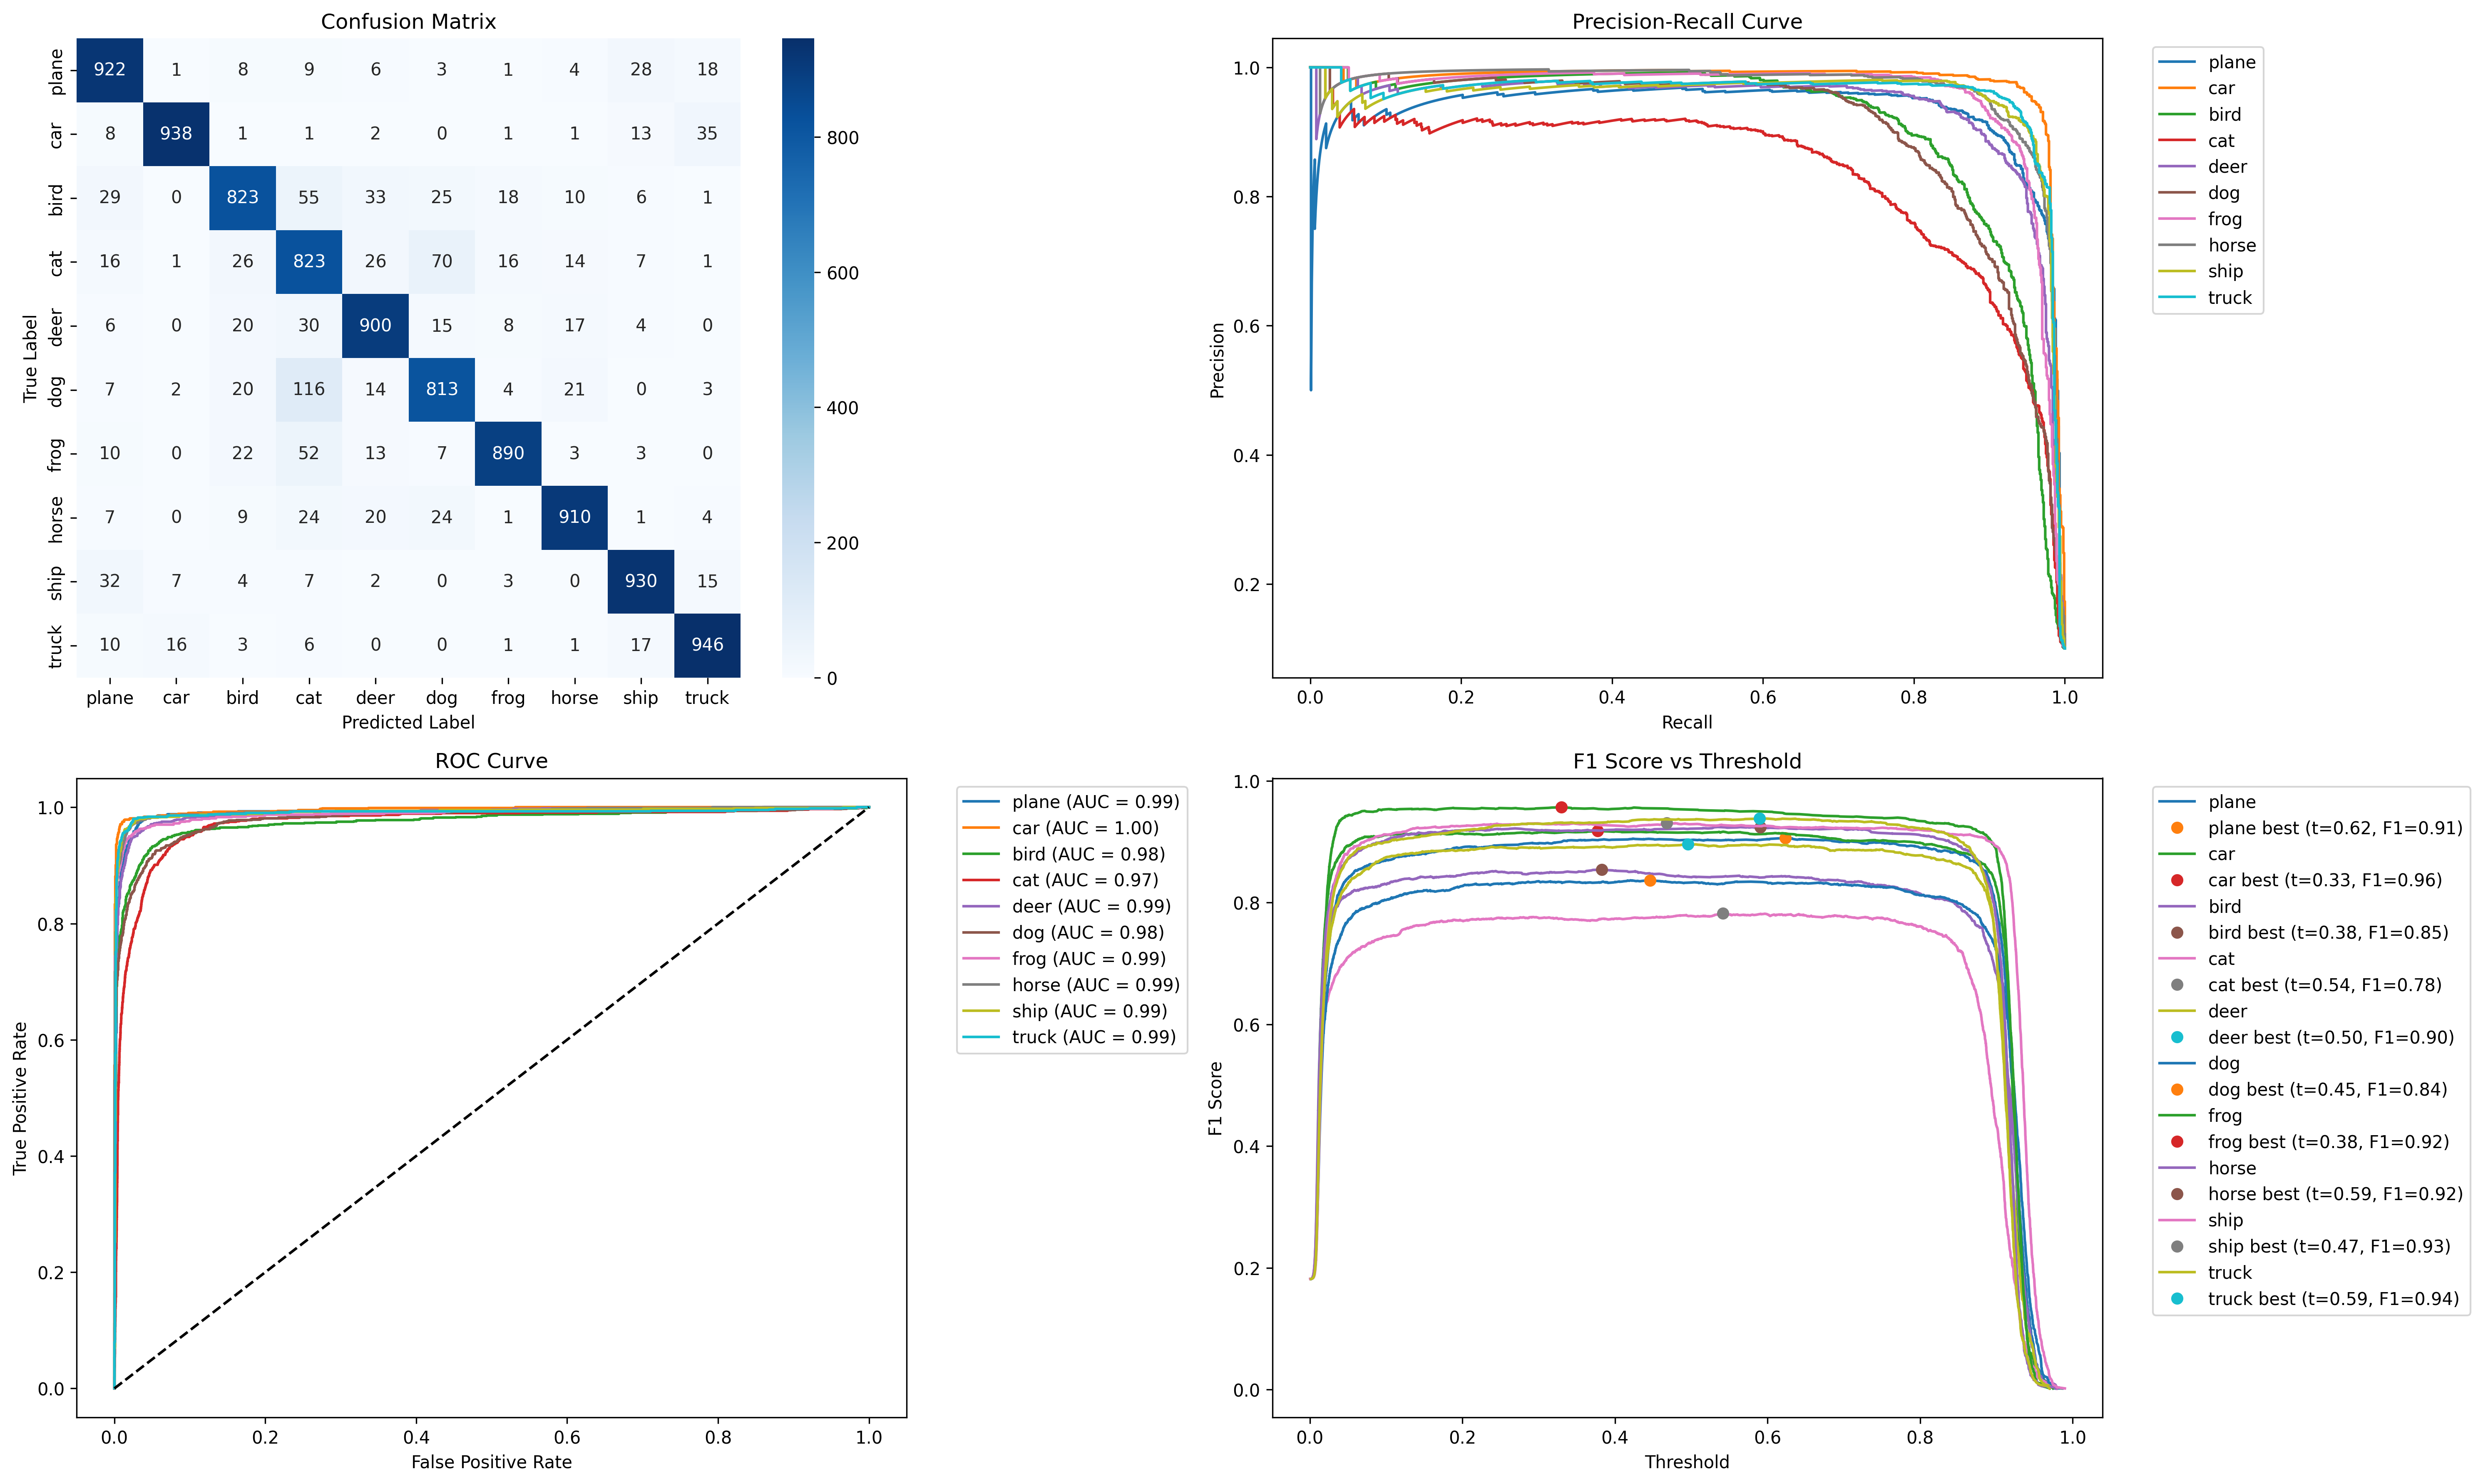 Confusion Matrix
True Label
plane 922 1 8 9 6 3 1 4 28 18
car 8 938 1 1 2 0 1 1 13 35
bird 29 0 823 55 33 25 18 10 6 1
cat 16 1 26 823 26 70 16 14 7 1
deer 6 0 20 30 900 15 8 17 4 0
dog 7 2 20 116 14 813 4 21 0 3
frog 10 0 22 52 13 7 890 3 3 0
horse 7 0 9 24 20 24 1 910 1 4
ship 32 7 4 7 2 0 3 0 930 15
truck 10 16 3 6 0 0 1 1 17 946
plane car bird cat deer dog frog horse ship truck
Predicted Label
800
600
400
200
0
Precision-Recall Curve
Precision
1.0
0.8
0.6
0.4
0.2
0.0 0.2 0.4 0.6 0.8 1.0
Recall
plane
car
bird
cat
deer
dog
frog
horse
ship
truck
ROC Curve
True Positive Rate
1.0
0.8
0.6
0.4
0.2
0.0
0.0 0.2 0.4 0.6 0.8 1.0
False Positive Rate
plane (AUC = 0.99)
car (AUC = 1.00)
bird (AUC = 0.98)
cat (AUC = 0.97)
deer (AUC = 0.99)
dog (AUC = 0.98)
frog (AUC = 0.99)
horse (AUC = 0.99)
ship (AUC = 0.99)
truck (AUC = 0.99)
F1 Score vs Threshold
F1 Score
1.0
0.8
0.6
0.4
0.2
0.0
0.0 0.2 0.4 0.6 0.8 1.0
Threshold
plane
plane best (t=0.62, F1=0.91)
car
car best (t=0.33, F1=0.96)
bird
bird best (t=0.38, F1=0.85)
cat
cat best (t=0.54, F1=0.78)
deer
deer best (t=0.50, F1=0.90)
dog
dog best (t=0.45, F1=0.84)
frog
frog best (t=0.38, F1=0.92)
horse
horse best (t=0.59, F1=0.92)
ship
ship best (t=0.47, F1=0.93)
truck
truck best (t=0.59, F1=0.94)